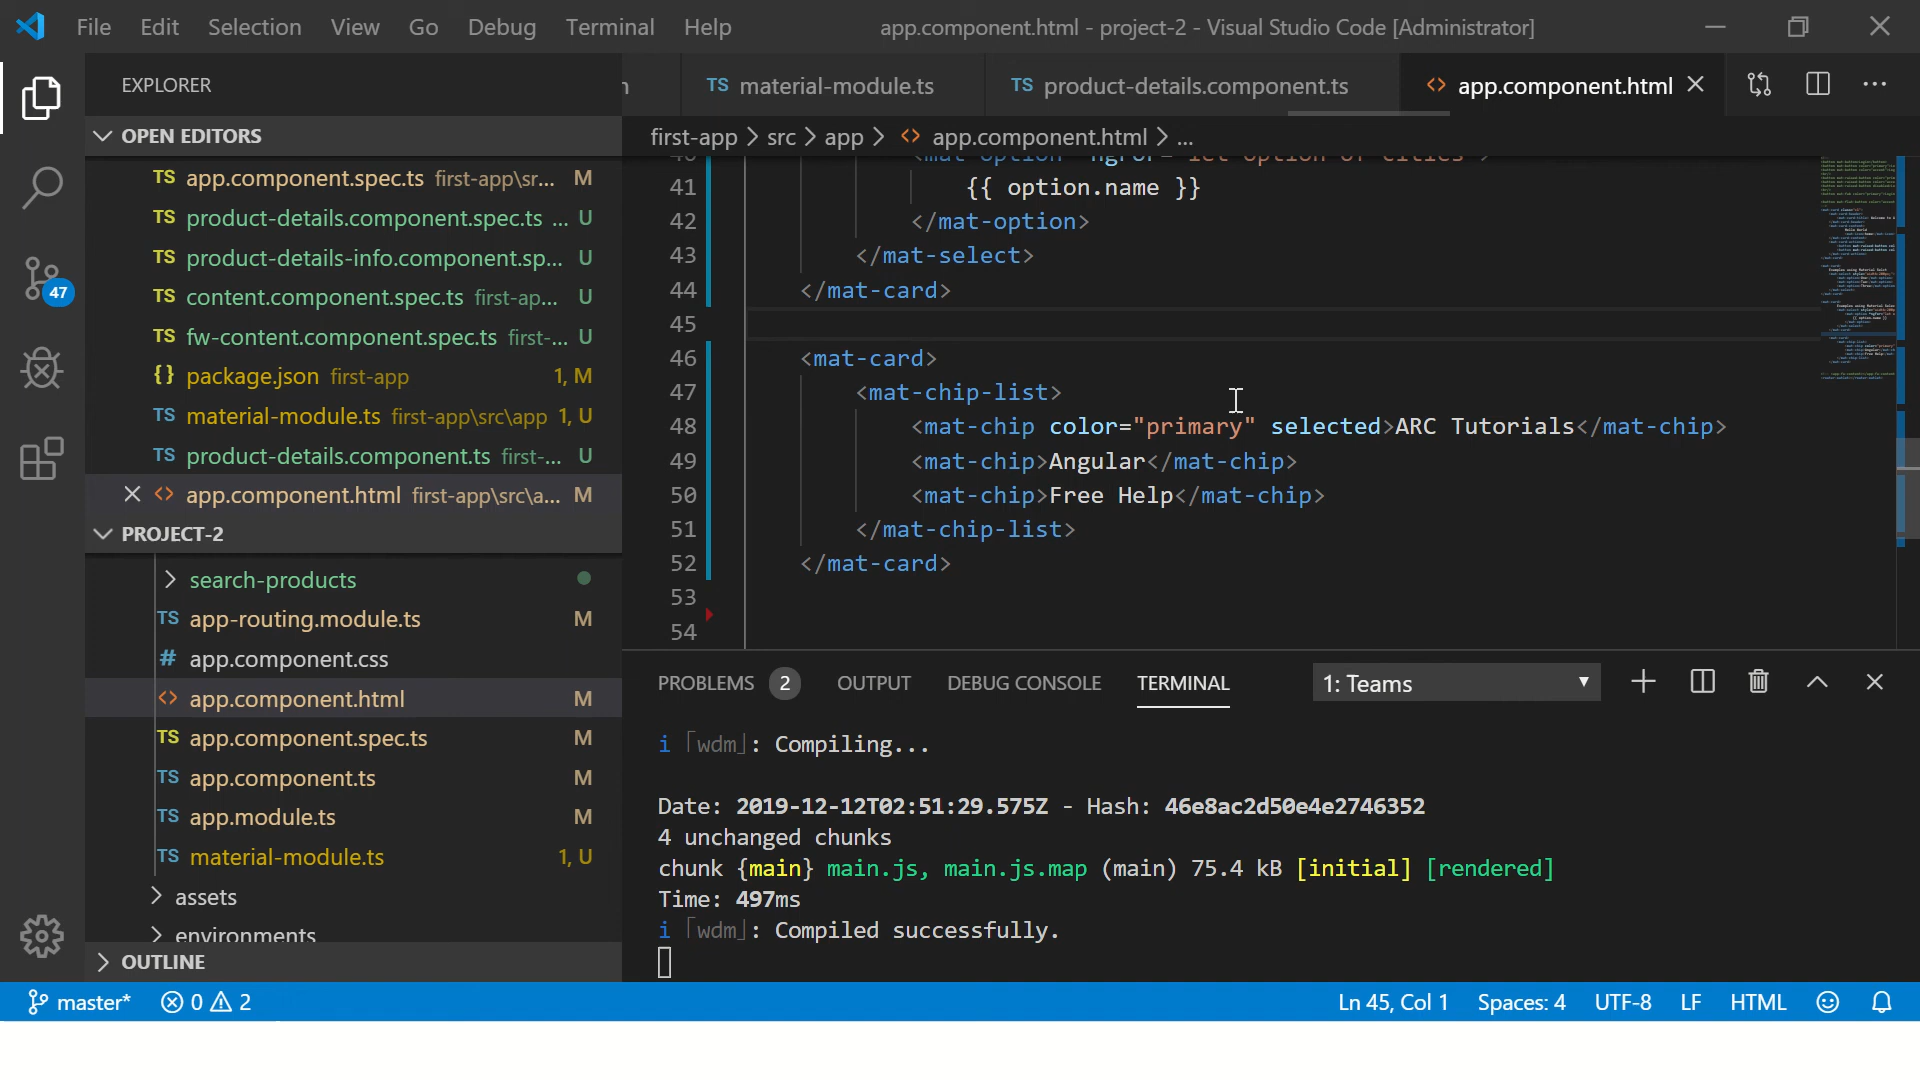 File Edit Selection View Go Debug Terminal Help app.component.html - project-2 - Visual Studio Code [Administrator]
EXPLORER
TS material-module.ts TS product-details.component.ts <> app.component.html
OPEN EDITORS
first-app > src > app > <> app.component.html > ...
TS app.component.spec.ts first-app\sr... M
TS product-details.component.spec.ts ... U
TS product-details-info.component.sp... U
TS content.component.spec.ts first-ap... U
TS fw-content.component.spec.ts first-... U
{} package.json first-app 1, M
TS material-module.ts first-app\src\app 1, U
TS product-details.component.ts first-... U
<> app.component.html first-app\src\a... M
47
PROJECT-2
search-products
TS app-routing.module.ts M
# app.component.css
<> app.component.html M
TS app.component.spec.ts M
TS app.component.ts M
TS app.module.ts M
TS material-module.ts 1, U
assets
environments
OUTLINE
40 <mat-option *ngFor="let option of cities">
41 {{ option.name }}
42 </mat-option>
43 </mat-select>
44 </mat-card>
45
46 <mat-card>
47 <mat-chip-list>
48 <mat-chip color="primary" selected>ARC Tutorials</mat-chip>
49 <mat-chip>Angular</mat-chip>
50 <mat-chip>Free Help</mat-chip>
51 </mat-chip-list>
52 </mat-card>
53
54
PROBLEMS 2 OUTPUT DEBUG CONSOLE TERMINAL 1: Teams
i ｢wdm｣: Compiling...
Date: 2019-12-12T02:51:29.575Z - Hash: 46e8ac2d50e4e2746352
4 unchanged chunks
chunk {main} main.js, main.js.map (main) 75.4 kB [initial] [rendered]
Time: 497ms
i ｢wdm｣: Compiled successfully.
master* 0 2 Ln 45, Col 1 Spaces: 4 UTF-8 LF HTML